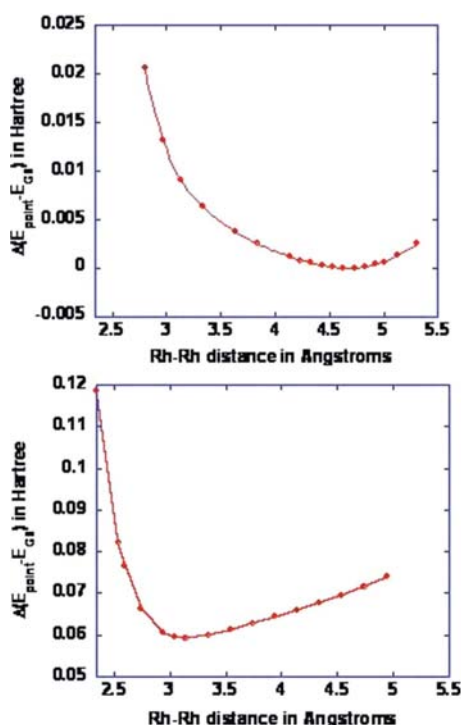 0.025
0.02
0.015
0.01
0.005
0
-0.005
Δ(E_point-E_GS) in Hartree
2.5 3 3.5 4 4.5 5 5.5
Rh-Rh distance in Angstroms
0.12
0.11
0.1
0.09
0.08
0.07
0.06
0.05
Δ(E_point-E_GS) in Hartree
2.5 3 3.5 4 4.5 5 5.5
Rh-Rh distance in Angstroms